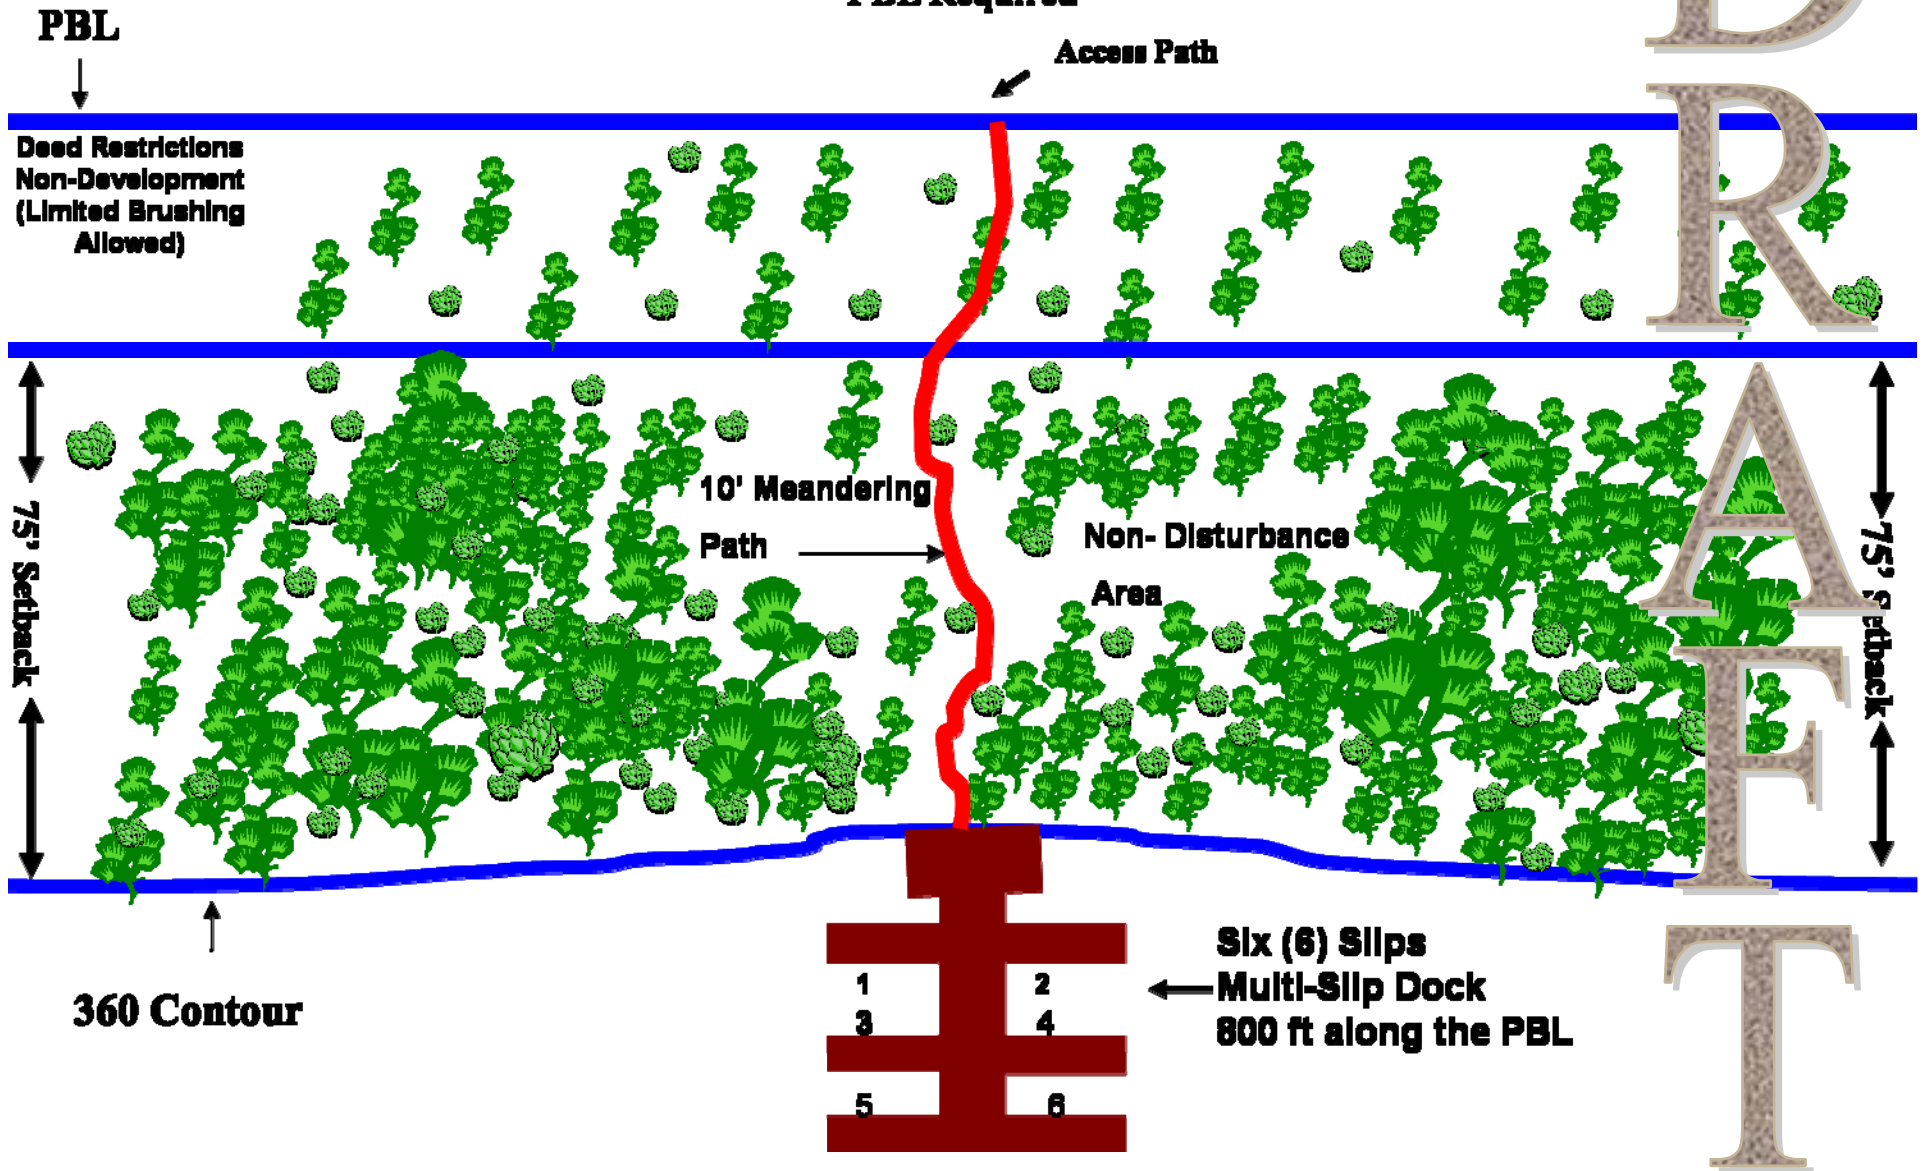 PBL Required
PBL
Access Path
Deed Restrictions
Non-Development
(Limited Brushing
Allowed)
75' Setback
10' Meandering
Path
Non- Disturbance
Area
75' Setback
360 Contour
1
2
3
4
5
6
Six (6) Slips
Multi-Slip Dock
800 ft along the PBL
D
R
A
F
T